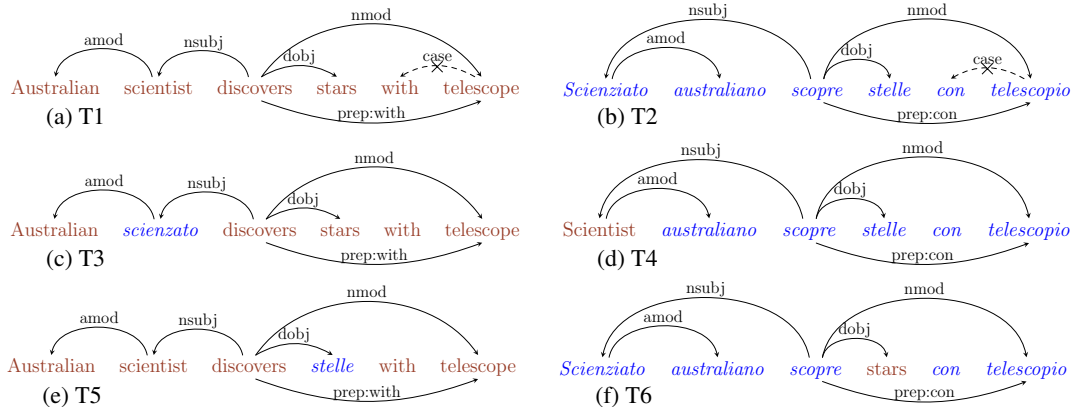 nmod
amod nsubj dobj case
Australian scientist discovers stars with telescope
prep:with
(a) T1
nsubj nmod
amod dobj case
Scienziato australiano scopre stelle con telescopio
prep:con
(b) T2
nmod
amod nsubj dobj
Australian scienzato discovers stars with telescope
prep:with
(c) T3
nsubj nmod
amod dobj
Scientist australiano scopre stelle con telescopio
prep:con
(d) T4
nmod
amod nsubj dobj
Australian scientist discovers stelle with telescope
prep:with
(e) T5
nsubj nmod
amod dobj
Scienziato australiano scopre stars con telescopio
prep:con
(f) T6